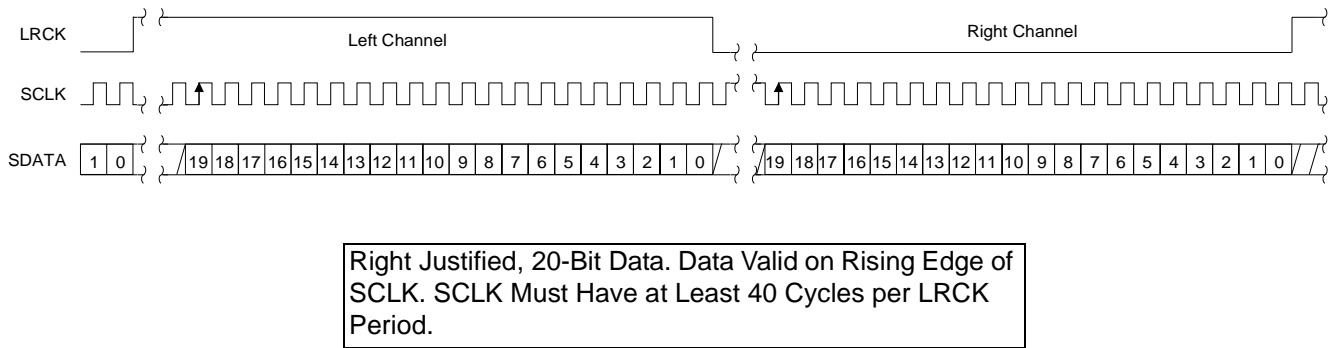 LRCK
Left Channel
Right Channel
SCLK
SDATA 1 0 19 18 17 16 15 14 13 12 11 10 9 8 7 6 5 4 3 2 1 0 19 18 17 16 15 14 13 12 11 10 9 8 7 6 5 4 3 2 1 0
Right Justified, 20-Bit Data. Data Valid on Rising Edge of
SCLK. SCLK Must Have at Least 40 Cycles per LRCK
Period.